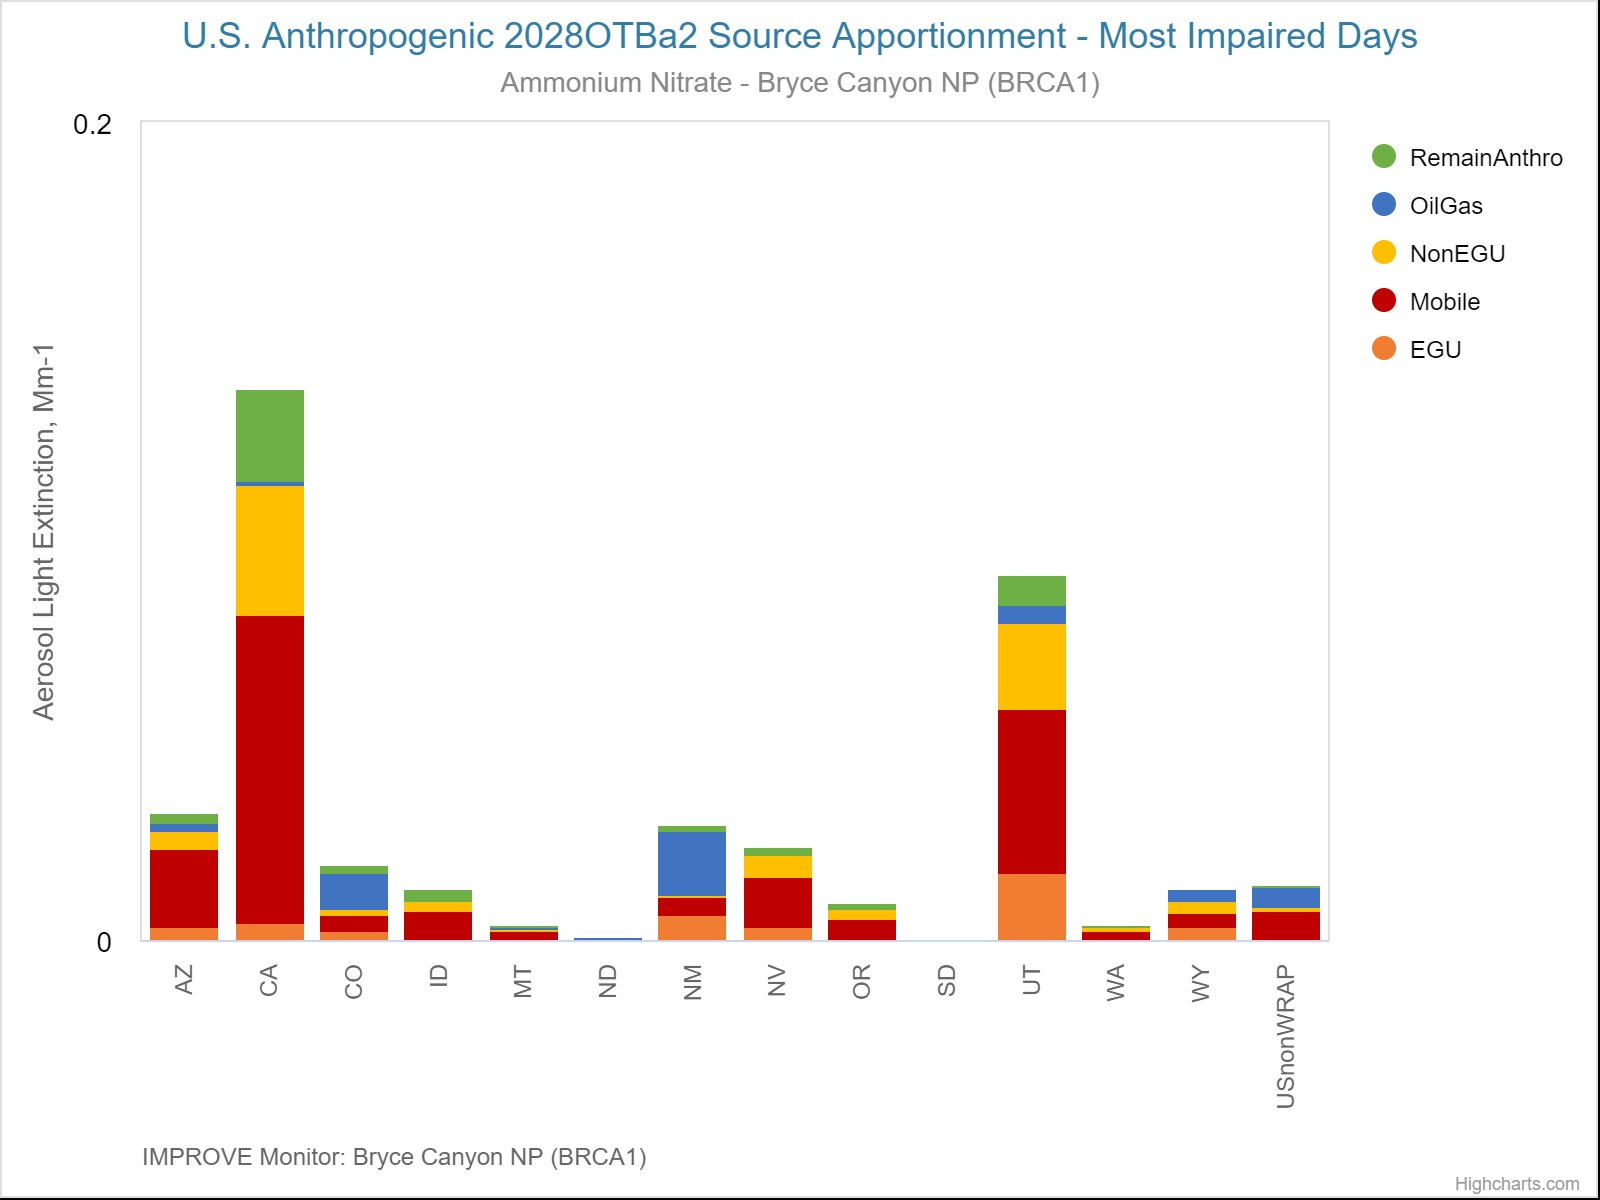 U.S. Anthropogenic 2028OTBa2 Source Apportionment - Most Impaired Days
Ammonium Nitrate - Bryce Canyon NP (BRCA1)
0.2
0
Aerosol Light Extinction, Mm-1
RemainAnthro
OilGas
NonEGU
Mobile
EGU
AZ
CA
CO
ID
MT
ND
NM
NV
OR
SD
UT
WA
WY
USnonWRAP
IMPROVE Monitor: Bryce Canyon NP (BRCA1)
Highcharts.com